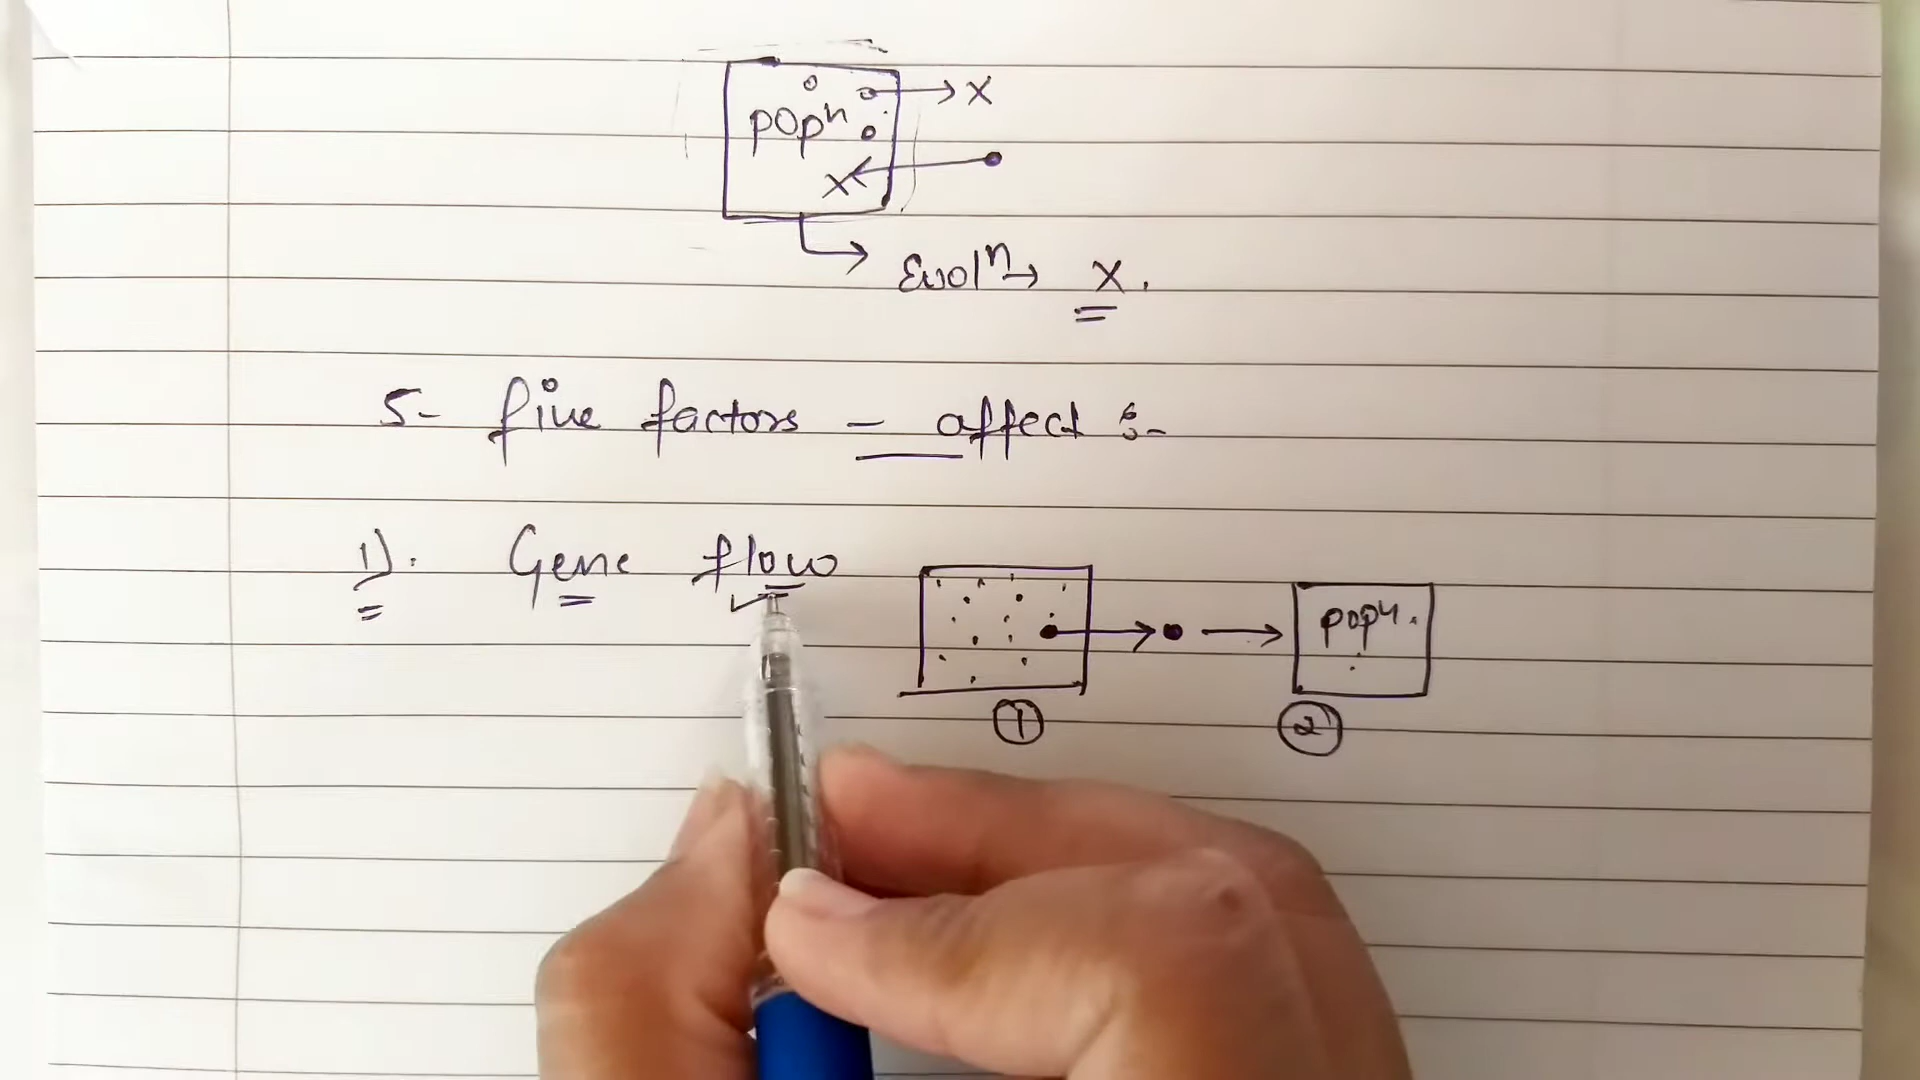 popⁿ → X
X ←
Evolⁿ → X.
5- five factors - affect :-
1). Gene flow
popⁿ.
1 2